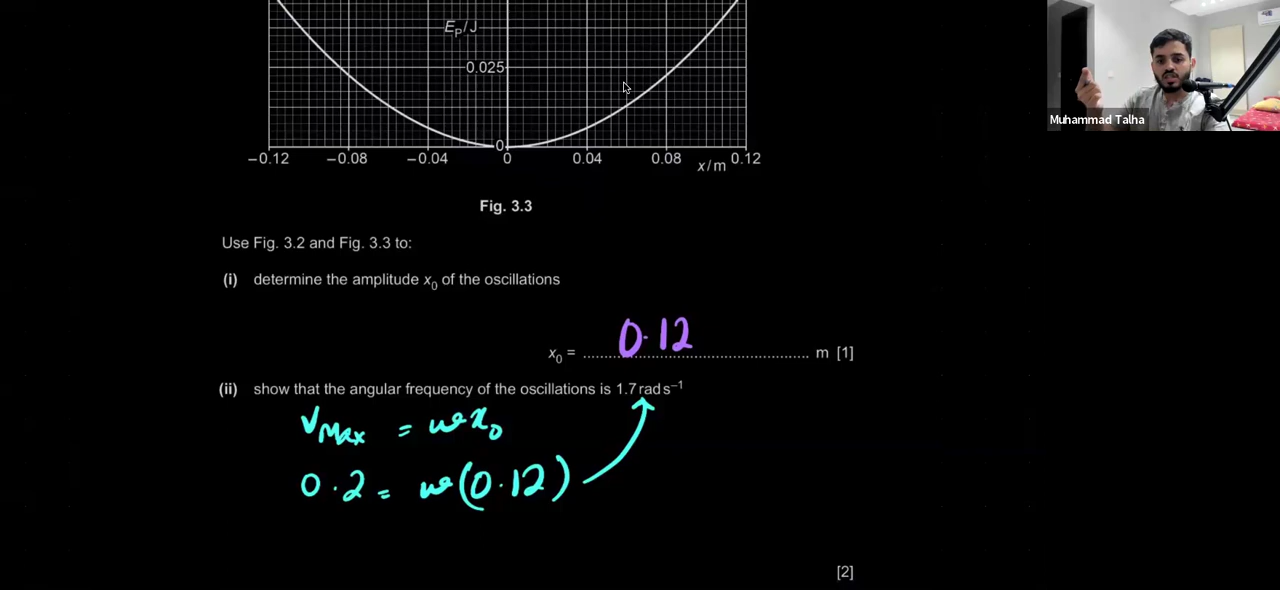 E_P/J
0.025
0
−0.12 −0.08 −0.04 0 0.04 0.08 0.12
x/m
Fig. 3.3
Use Fig. 3.2 and Fig. 3.3 to:
(i) determine the amplitude x₀ of the oscillations
x₀ = 0.12 m [1]
(ii) show that the angular frequency of the oscillations is 1.7 rad s⁻¹
v_Max = ωx₀
0.2 = ω(0.12)
[2]
Muhammad Talha